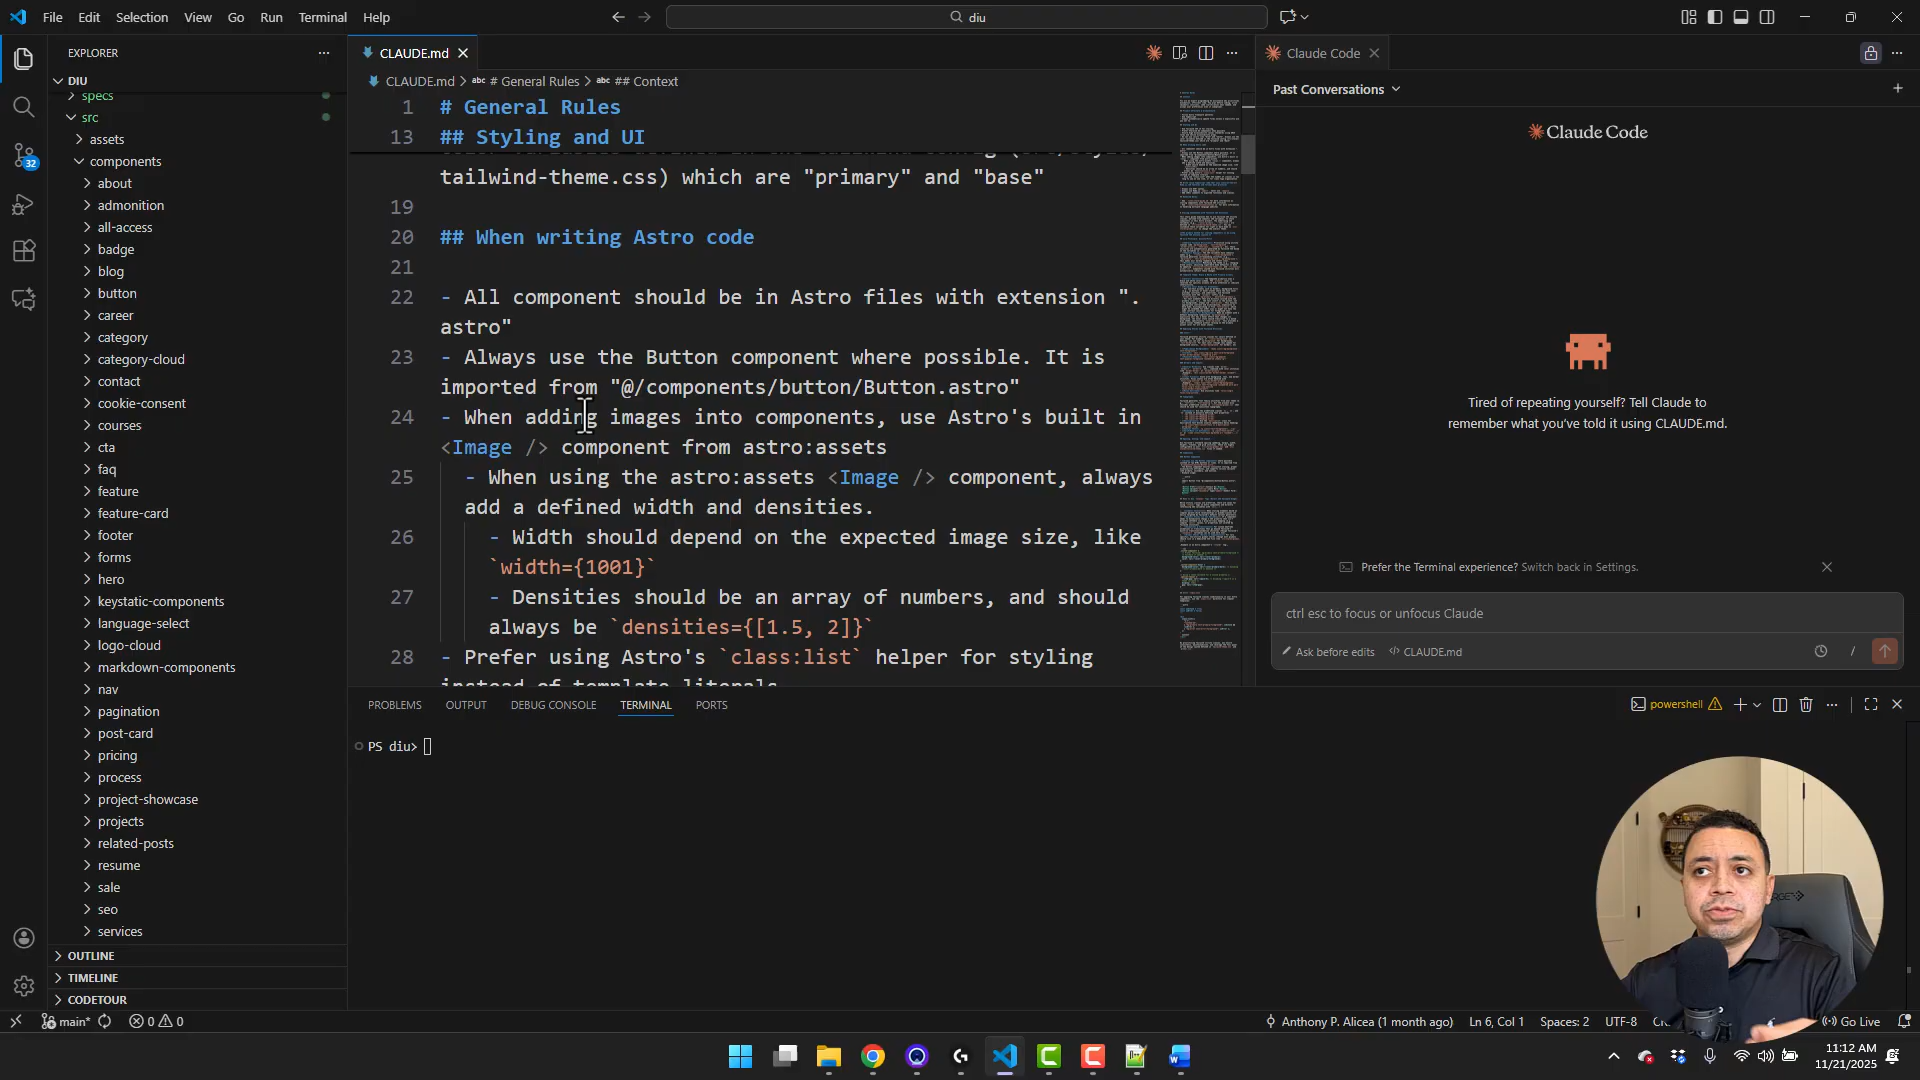 File Edit Selection View Go Run Terminal Help
diu
EXPLORER
DIU
specs
src
assets
components
about
admonition
all-access
badge
blog
button
career
category
category-cloud
contact
cookie-consent
courses
cta
faq
feature
feature-card
footer
forms
hero
keystatic-components
language-select
logo-cloud
markdown-components
nav
pagination
post-card
pricing
process
project-showcase
projects
related-posts
resume
sale
seo
services
OUTLINE
TIMELINE
CODETOUR
32
CLAUDE.md
CLAUDE.md > # General Rules > ## Context
1 # General Rules
13 ## Styling and UI
tailwind-theme.css) which are "primary" and "base"
19
20 ## When writing Astro code
21
22 - All component should be in Astro files with extension ".
astro"
23 - Always use the Button component where possible. It is
imported from "@/components/button/Button.astro"
24 - When adding images into components, use Astro's built in
<Image /> component from astro:assets
25 - When using the astro:assets <Image /> component, always
add a defined width and densities.
26 - Width should depend on the expected image size, like
`width={1001}`
27 - Densities should be an array of numbers, and should
always be `densities={[1.5, 2]}`
28 - Prefer using Astro's `class:list` helper for styling
instead of template literals
Claude Code
Past Conversations
Claude Code
Tired of repeating yourself? Tell Claude to
remember what you've told it using CLAUDE.md.
Prefer the Terminal experience? Switch back in Settings.
ctrl esc to focus or unfocus Claude
Ask before edits CLAUDE.md
PROBLEMS OUTPUT DEBUG CONSOLE TERMINAL PORTS
powershell
PS diu>
main* 0 0
Anthony P. Alicea (1 month ago) Ln 6, Col 1 Spaces: 2 UTF-8 Go Live
11:12 AM
11/21/2025